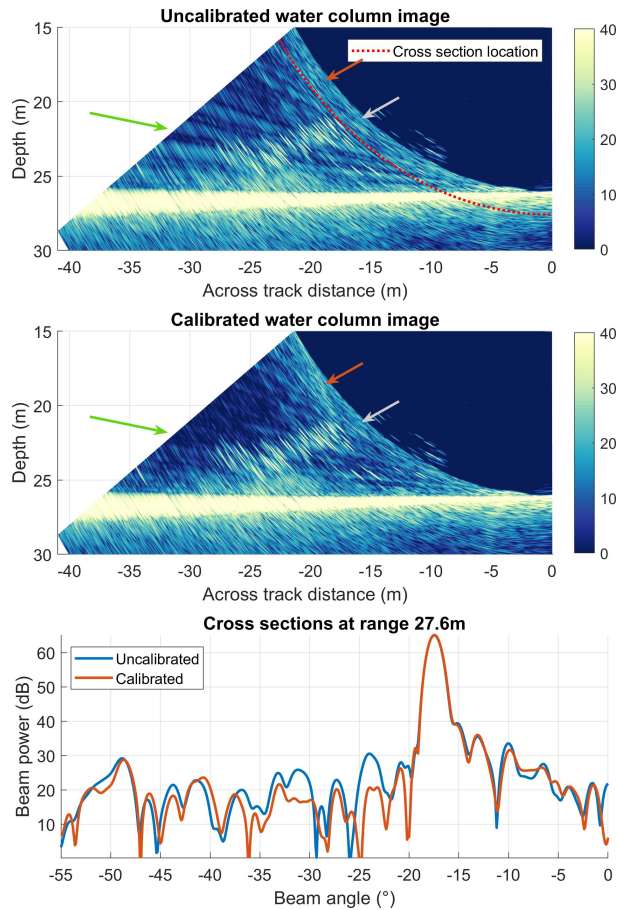 Uncalibrated water column image
15
20
25
30
Depth (m)
Cross section location
-40 -35 -30 -25 -20 -15 -10 -5 0
Across track distance (m)
40
30
20
10
0
Calibrated water column image
15
20
25
30
Depth (m)
-40 -35 -30 -25 -20 -15 -10 -5 0
Across track distance (m)
40
30
20
10
0
Cross sections at range 27.6m
60
50
40
30
20
10
Beam power (dB)
Uncalibrated
Calibrated
-55 -50 -45 -40 -35 -30 -25 -20 -15 -10 -5 0
Beam angle (°)